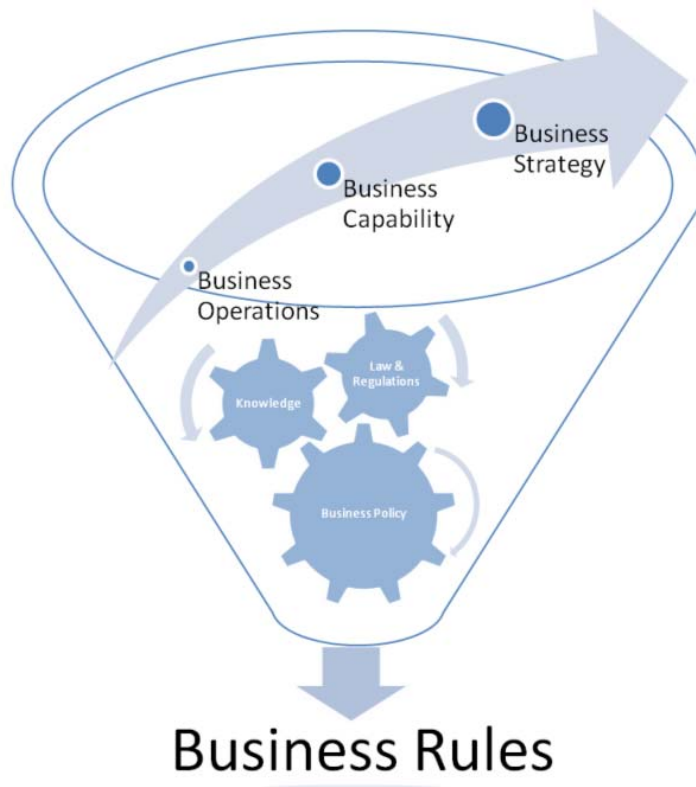 Business
Strategy
Business
Capability
Business
Operations
Law &
Regulations
Knowledge
Business Policy
Business Rules